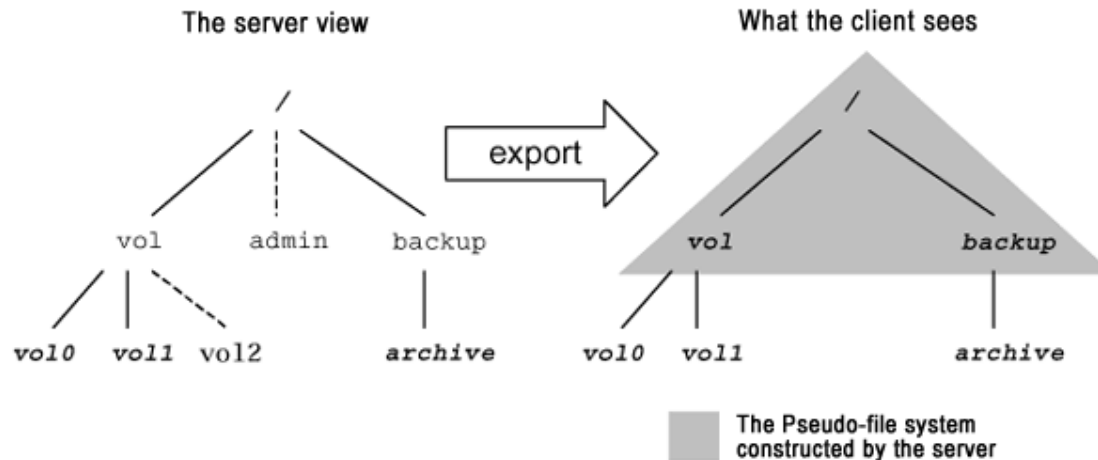 The server view
What the client sees
/
export
/
vol
admin
backup
vol
backup
vol0
vol1
vol2
archive
vol0
vol1
archive
The Pseudo-file system
constructed by the server